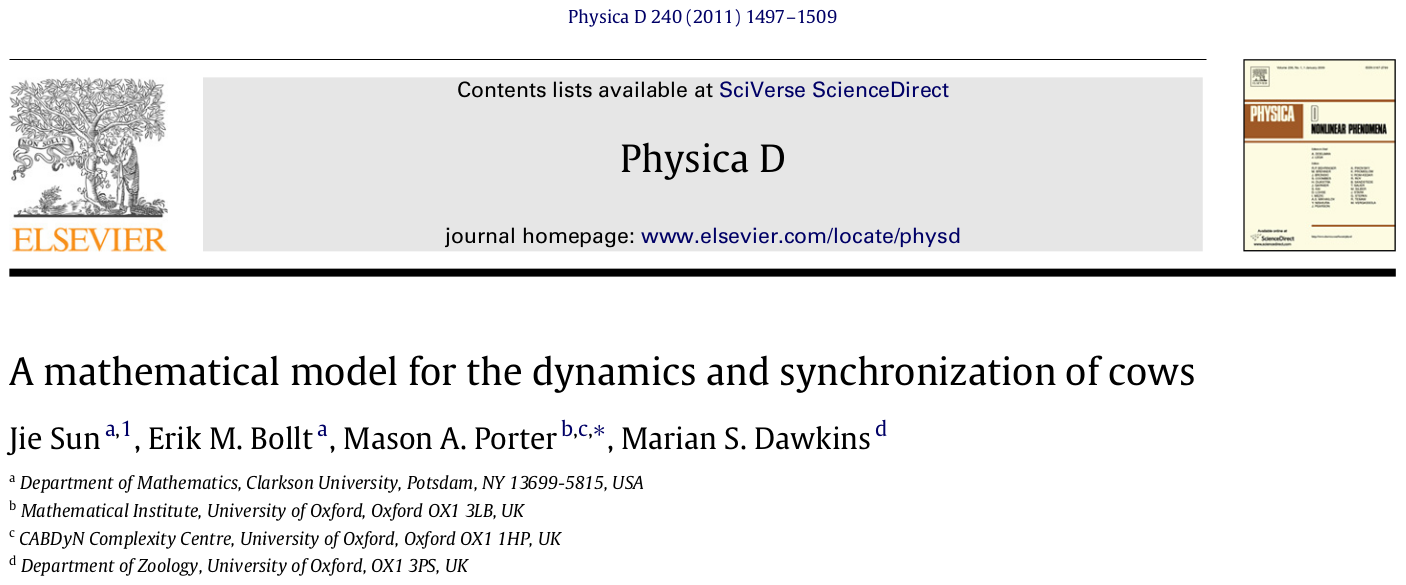 Physica D 240 (2011) 1497–1509
Contents lists available at SciVerse ScienceDirect
Physica D
journal homepage: www.elsevier.com/locate/physd
ELSEVIER
PHYSICA D
NONLINEAR PHENOMENA
ScienceDirect
A mathematical model for the dynamics and synchronization of cows
Jie Sun a,1, Erik M. Bollt a, Mason A. Porter b,c,∗, Marian S. Dawkins d
a Department of Mathematics, Clarkson University, Potsdam, NY 13699-5815, USA
b Mathematical Institute, University of Oxford, Oxford OX1 3LB, UK
c CABDyN Complexity Centre, University of Oxford, Oxford OX1 1HP, UK
d Department of Zoology, University of Oxford, OX1 3PS, UK